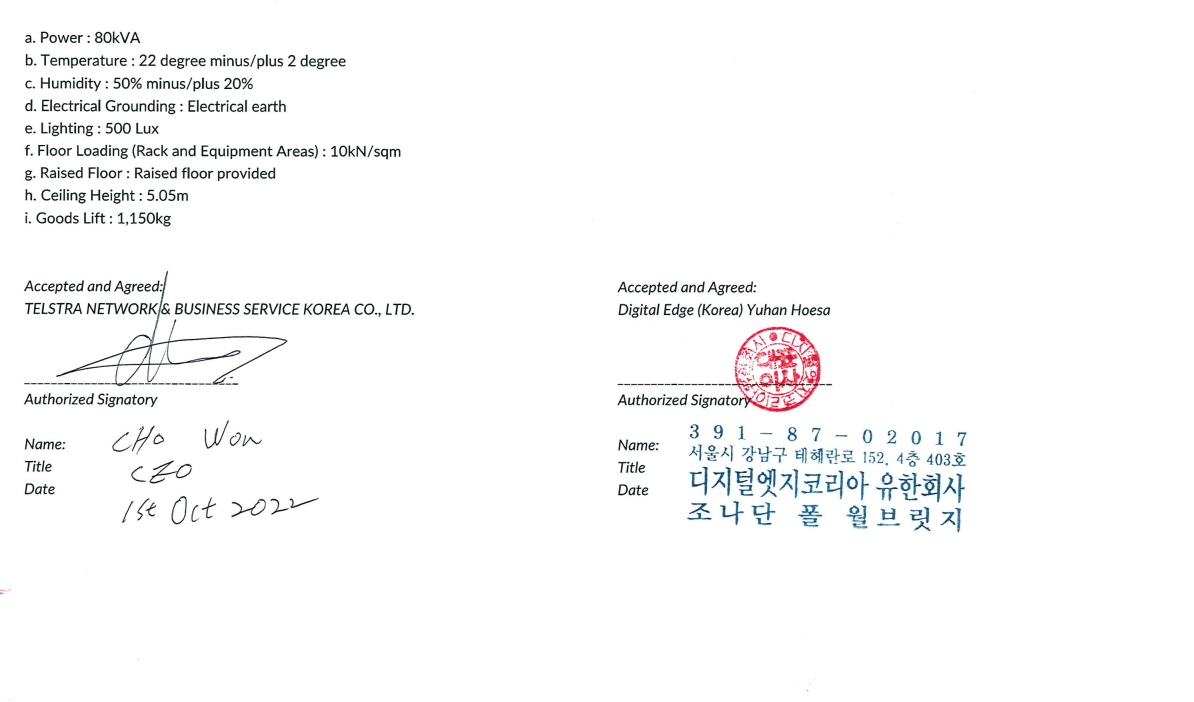 a. Power : 80kVA
b. Temperature : 22 degree minus/plus 2 degree
c. Humidity : 50% minus/plus 20%
d. Electrical Grounding : Electrical earth
e. Lighting : 500 Lux
f. Floor Loading (Rack and Equipment Areas) : 10kN/sqm
g. Raised Floor : Raised floor provided
h. Ceiling Height : 5.05m
i. Goods Lift : 1,150kg
Accepted and Agreed:
TELSTRA NETWORK & BUSINESS SERVICE KOREA CO., LTD.
Authorized Signatory
Name: CHO Won
Title CEO
Date 1st Oct 2022
Accepted and Agreed:
Digital Edge (Korea) Yuhan Hoesa
대표
이사
Authorized Signatory
Name:
Title
Date
391-87-02017
서울시 강남구 테헤란로 152, 4층 403호
디지털엣지코리아 유한회사
조나단 폴 월브릿지